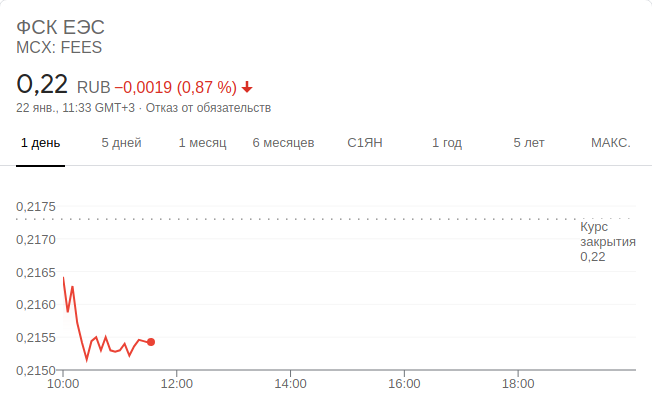 ФСК ЕЭС
MCX: FEES
0,22 RUB −0,0019 (0,87 %)
22 янв., 11:33 GMT+3 · Отказ от обязательств
1 день 5 дней 1 месяц 6 месяцев С1ЯН 1 год 5 лет МАКС.
0,2175
Курс
закрытия
0,22
0,2170
0,2165
0,2160
0,2155
0,2150
10:00 12:00 14:00 16:00 18:00